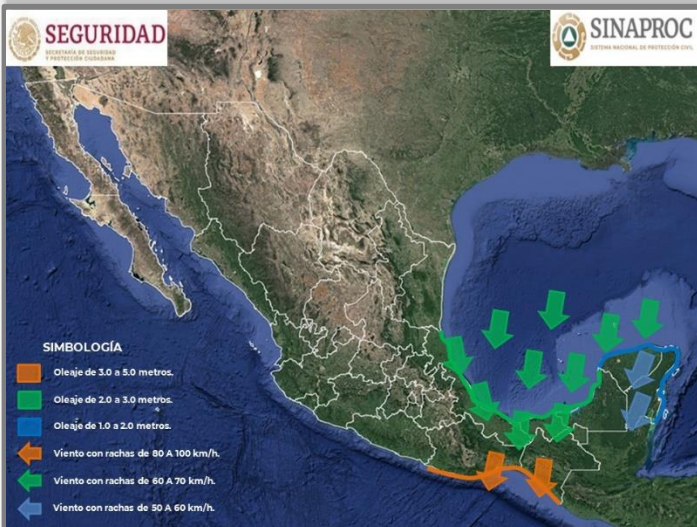 SEGURIDAD
SECRETARÍA DE SEGURIDAD
Y PROTECCIÓN CIUDADANA
SINAPROC
SISTEMA NACIONAL DE PROTECCIÓN CIVIL
SIMBOLOGÍA
Oleaje de 3.0 a 5.0 metros.
Oleaje de 2.0 a 3.0 metros.
Oleaje de 1.0 a 2.0 metros.
Viento con rachas de 80 A 100 km/h.
Viento con rachas de 60 A 70 km/h.
Viento con rachas de 50 A 60 km/h.